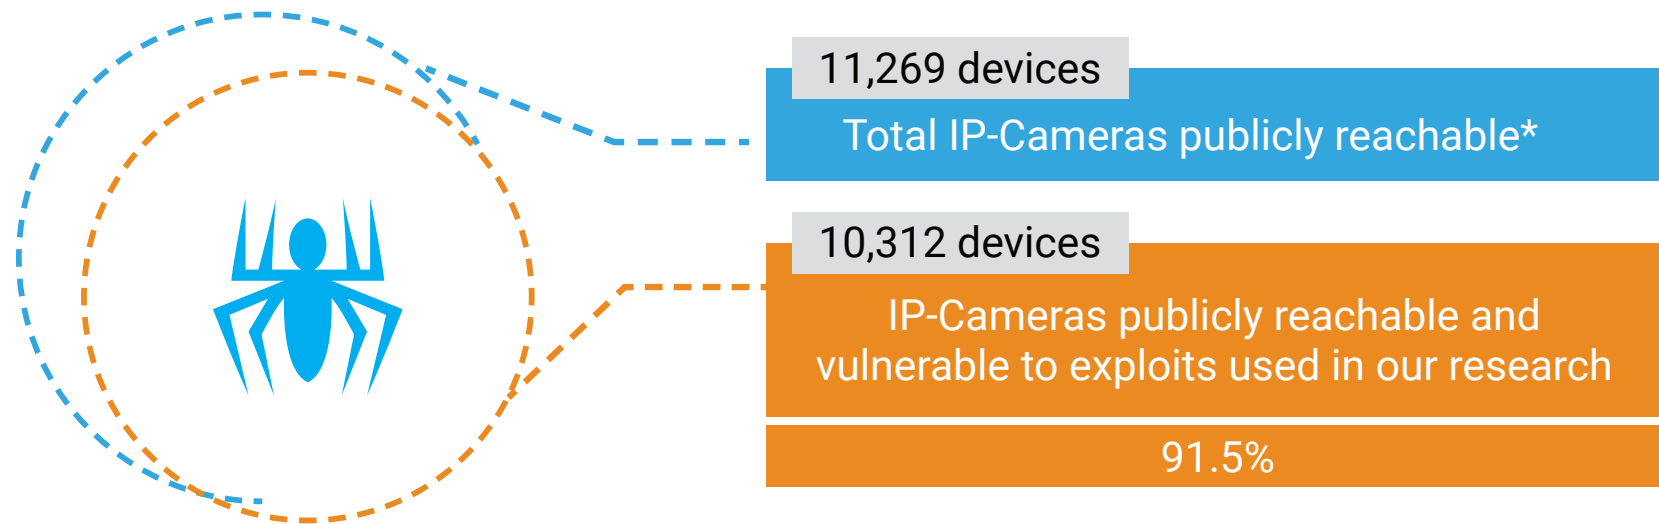 11,269 devices
Total IP-Cameras publicly reachable*
10,312 devices
IP-Cameras publicly reachable and
vulnerable to exploits used in our research
91.5%